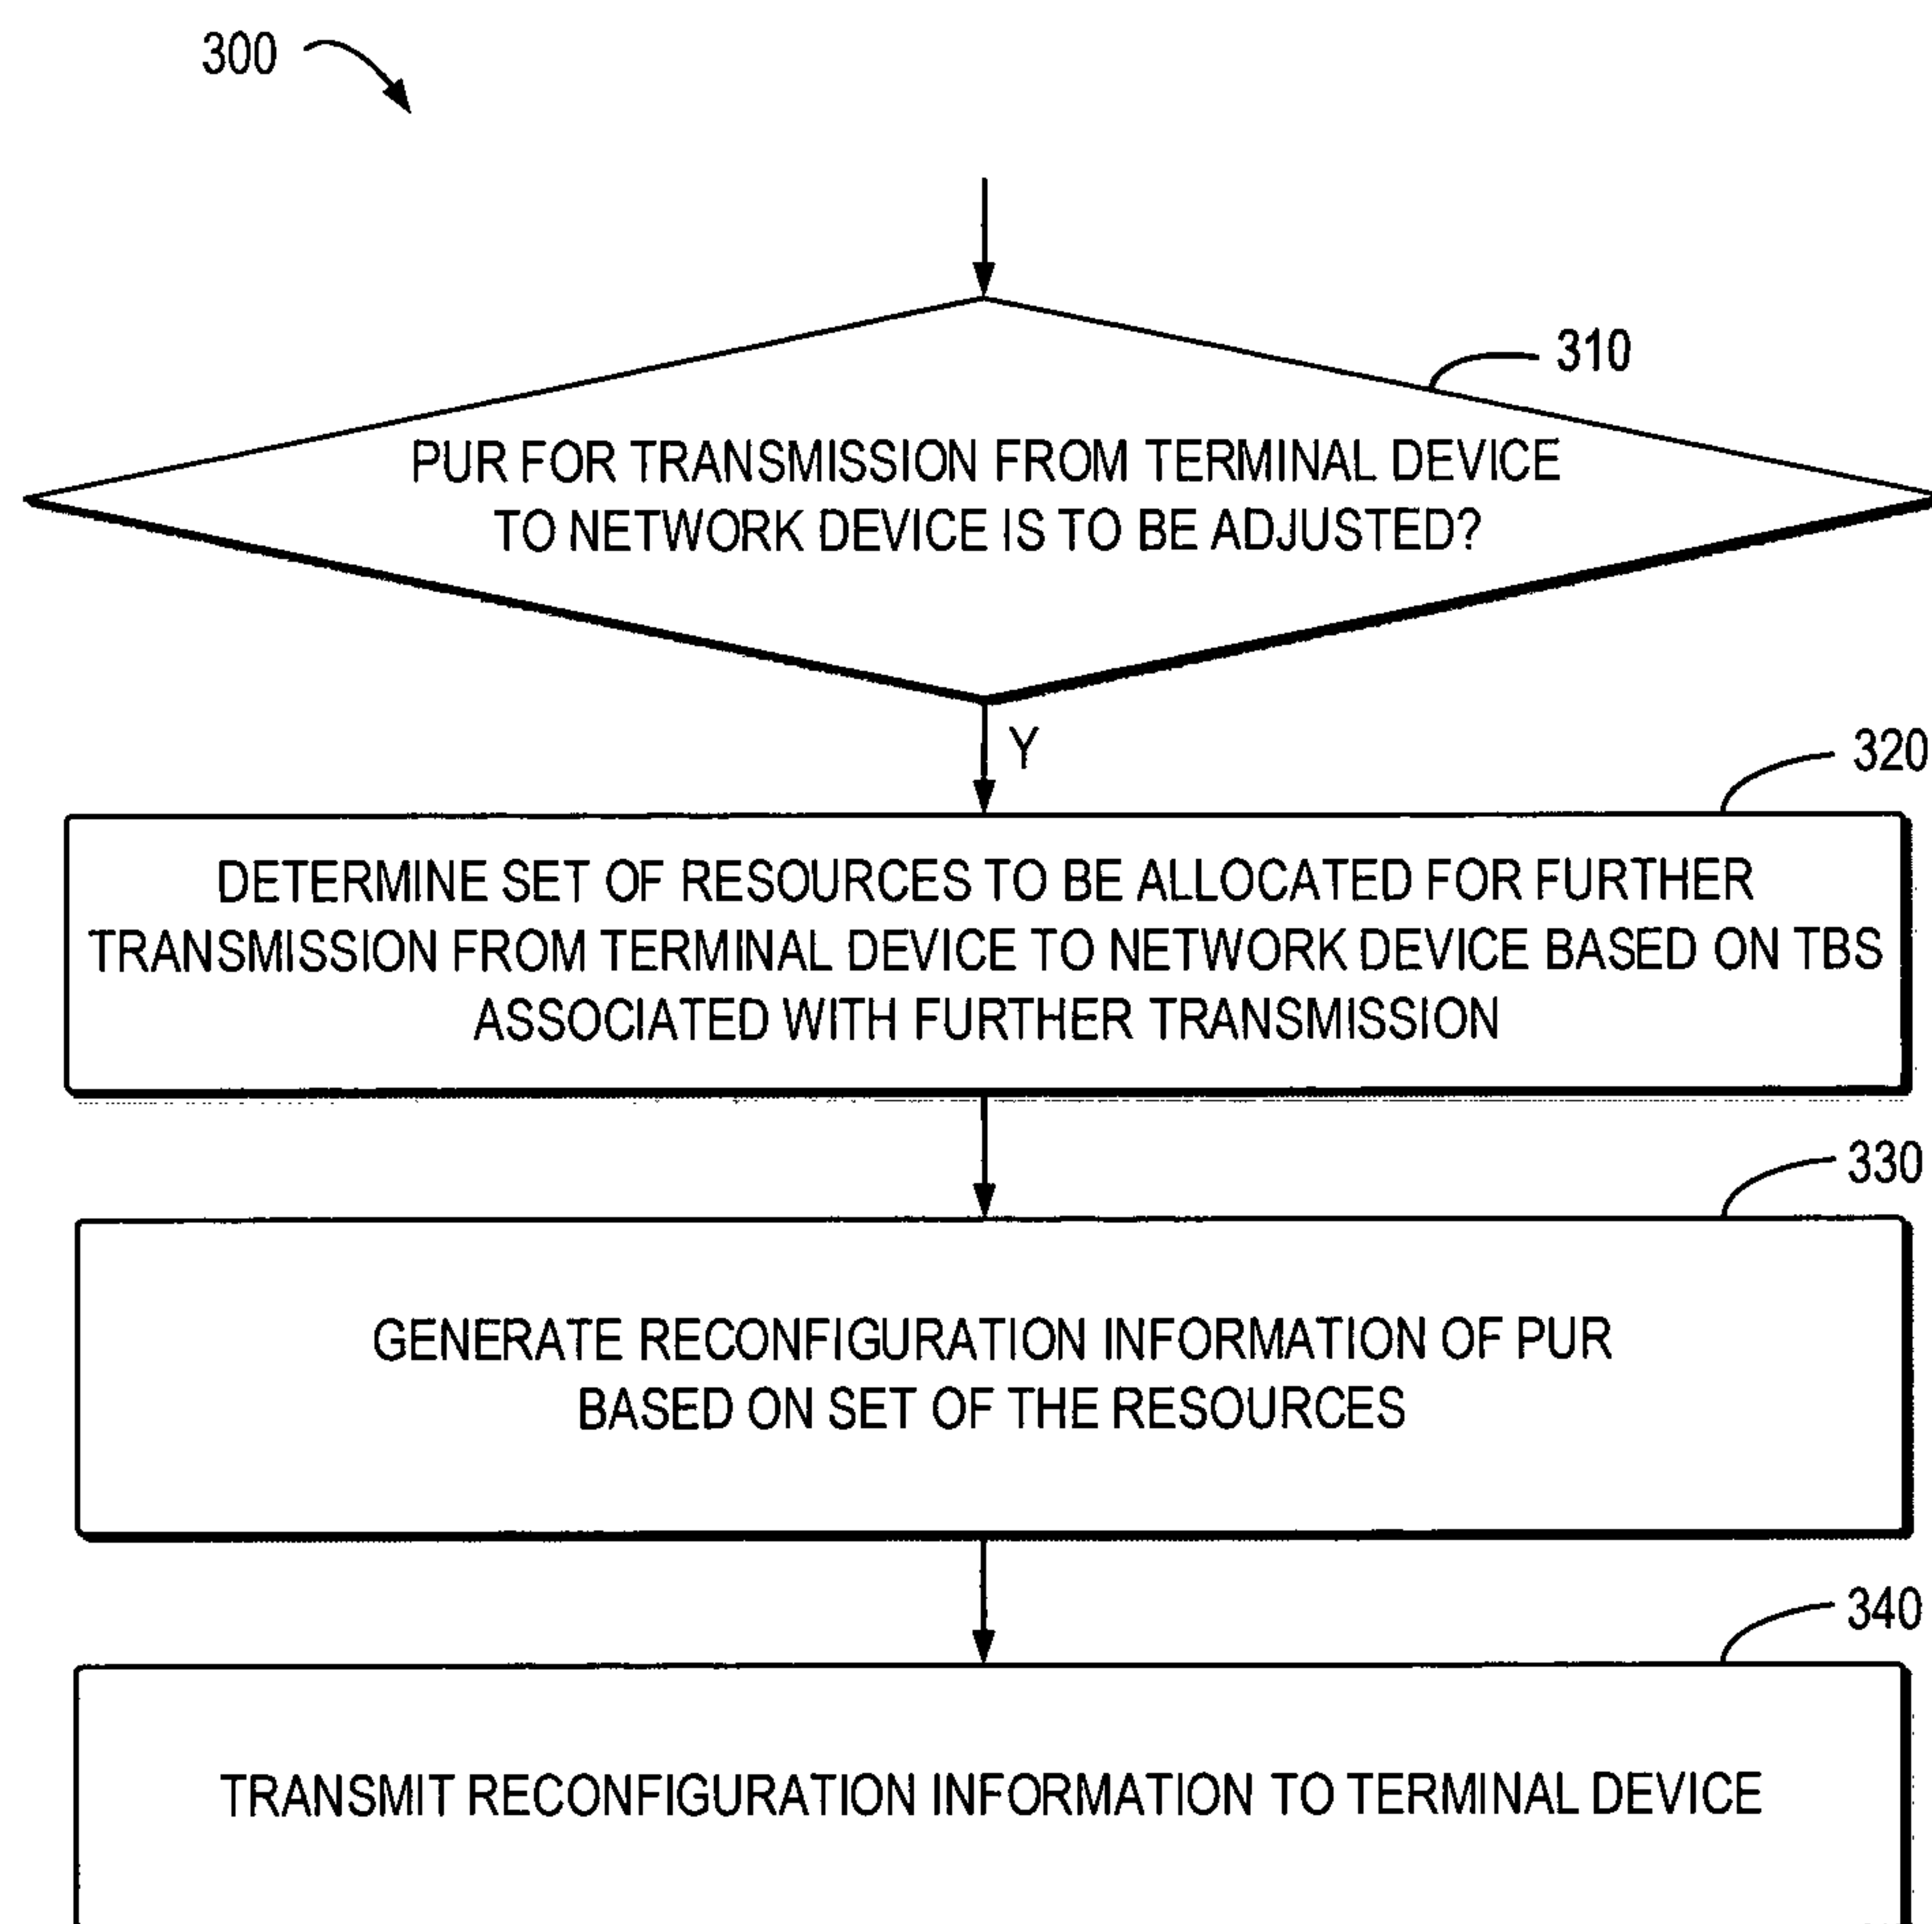 300
310
PUR FOR TRANSMISSION FROM TERMINAL DEVICE
TO NETWORK DEVICE IS TO BE ADJUSTED?
Y
320
DETERMINE SET OF RESOURCES TO BE ALLOCATED FOR FURTHER
TRANSMISSION FROM TERMINAL DEVICE TO NETWORK DEVICE BASED ON TBS
ASSOCIATED WITH FURTHER TRANSMISSION
330
GENERATE RECONFIGURATION INFORMATION OF PUR
BASED ON SET OF THE RESOURCES
340
TRANSMIT RECONFIGURATION INFORMATION TO TERMINAL DEVICE